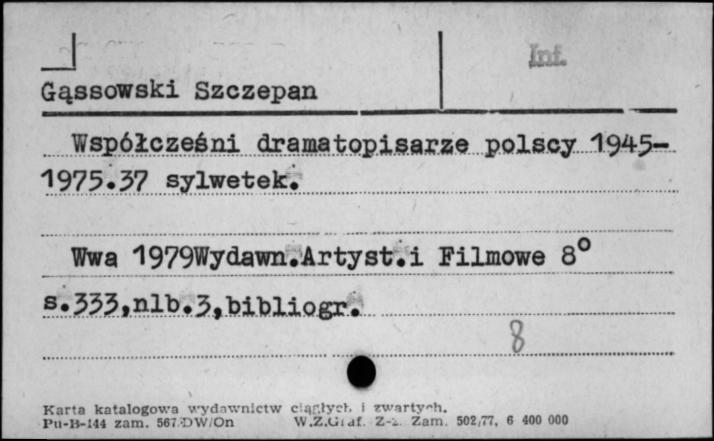 Inf.
Gąssowski Szczepan
Współcześni dramatopisarze polscy 1945-
1975.37 sylwetek.
Wwa 1979Wydawn.Artyst.i Filmowe 8°
s.333,nlb.3,bibliogr.
8
Karta katalogowa wydawnictw ciągłych i zwartych.
Pu-B-144 zam. 567/DW/On W.Z.Graf. Zam. 502/77, 6 400 000